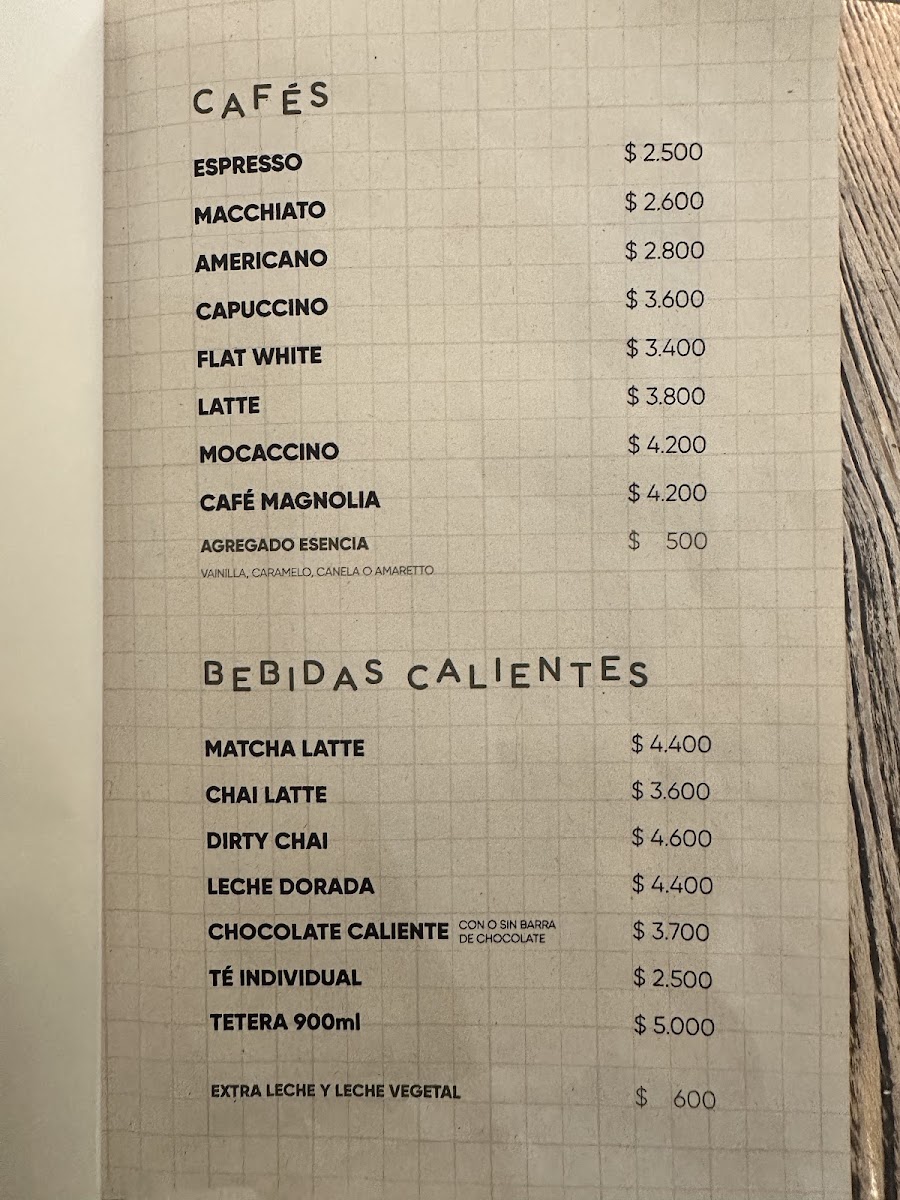 CAFÉS
ESPRESSO $ 2.500
MACCHIATO $ 2.600
AMERICANO $ 2.800
CAPUCCINO $ 3.600
FLAT WHITE $ 3.400
LATTE $ 3.800
MOCACCINO $ 4.200
CAFÉ MAGNOLIA $ 4.200
AGREGADO ESENCIA $ 500
VAINILLA, CARAMELO, CANELA O AMARETTO
BEBIDAS CALIENTES
MATCHA LATTE $ 4.400
CHAI LATTE $ 3.600
DIRTY CHAI $ 4.600
LECHE DORADA $ 4.400
CHOCOLATE CALIENTE CON O SIN BARRA DE CHOCOLATE $ 3.700
TÉ INDIVIDUAL $ 2.500
TETERA 900ml $ 5.000
EXTRA LECHE Y LECHE VEGETAL $ 600